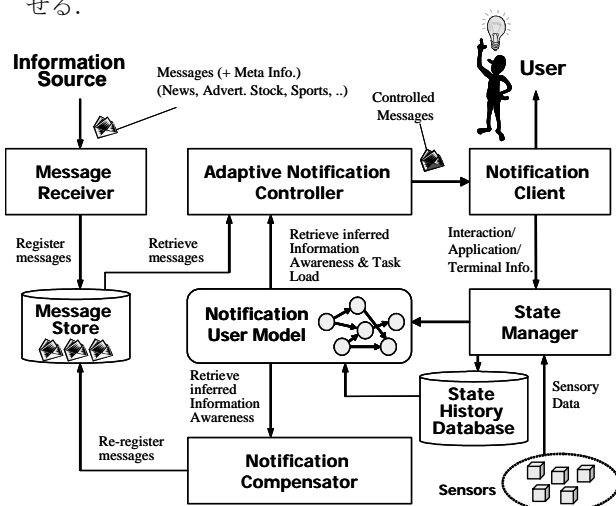 せる.
Information
Source
Messages (+ Meta Info.)
(News, Advert. Stock, Sports, ..)
User
Controlled
Messages
Message
Receiver
Adaptive Notification
Controller
Notification
Client
Register
messages
Retrieve
messages
Retrieve inferred
Information
Awareness & Task
Load
Interaction/
Application/
Terminal Info.
Message
Store
Notification
User Model
State
Manager
Retrieve
inferred
Information
Awareness
State
History
Database
Sensory
Data
Re-register
messages
Notification
Compensator
Sensors